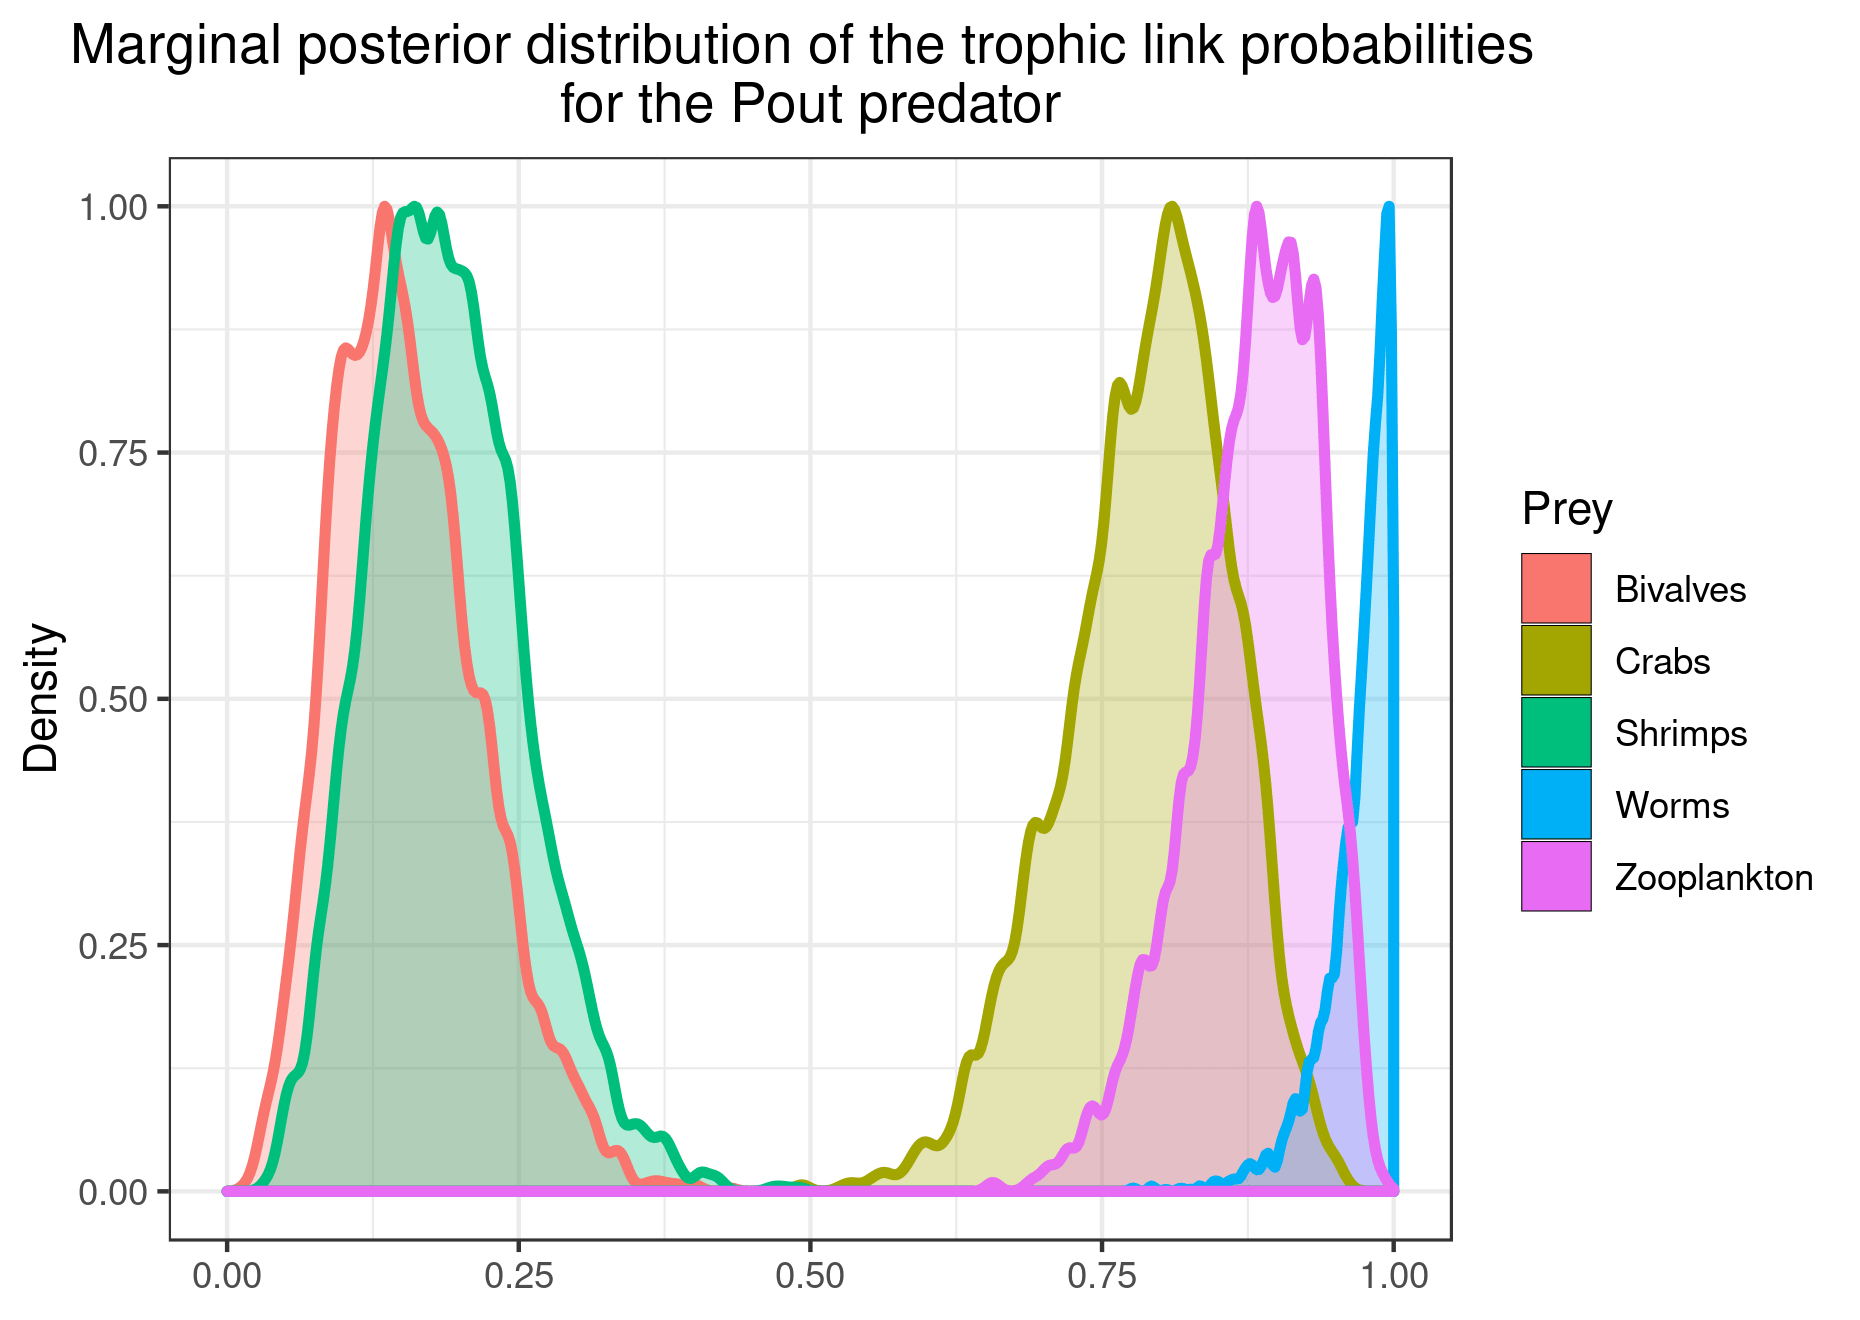 Marginal posterior distribution of the trophic link probabilities
for the Pout predator
Density
1.00
0.75
0.50
0.25
0.00
0.00
0.25
0.50
0.75
1.00
Prey
Bivalves
Crabs
Shrimps
Worms
Zooplankton